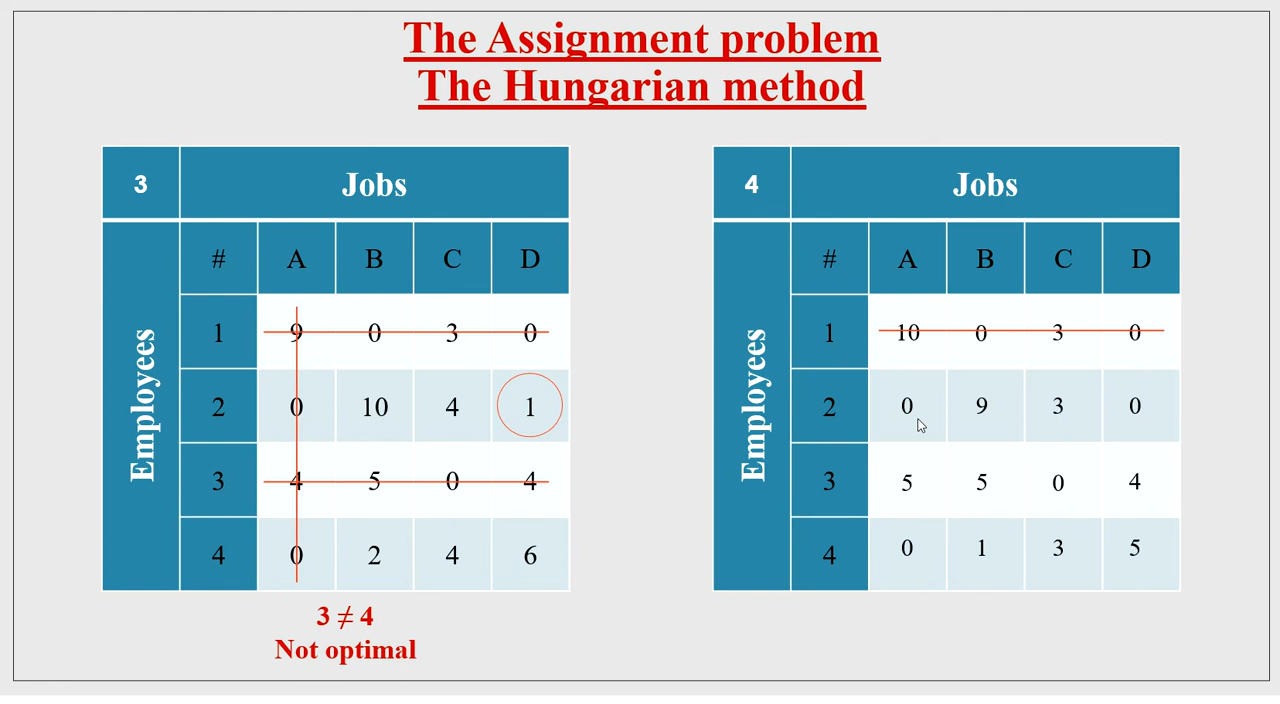 The Assignment problem
The Hungarian method
3 Jobs
Employees
# A B C D
1 9 0 3 0
2 0 10 4 1
3 4 5 0 4
4 0 2 4 6
3 ≠ 4
Not optimal
4 Jobs
Employees
# A B C D
1 10 0 3 0
2 0 9 3 0
3 5 5 0 4
4 0 1 3 5